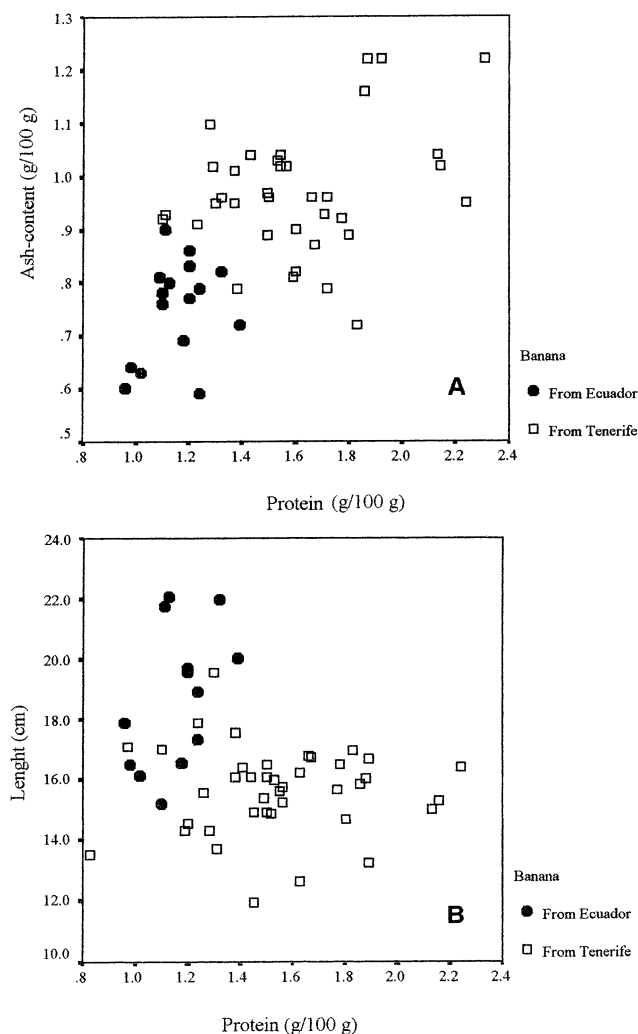 1.3
1.2
1.1
1.0
.9
.8
.7
.6
.5
Ash-content (g/100 g)
A
Banana
From Ecuador
From Tenerife
.8 1.0 1.2 1.4 1.6 1.8 2.0 2.2 2.4
Protein (g/100 g)
24.0
22.0
20.0
18.0
16.0
14.0
12.0
10.0
Lenght (cm)
B
Banana
From Ecuador
From Tenerife
.8 1.0 1.2 1.4 1.6 1.8 2.0 2.2 2.4
Protein (g/100 g)